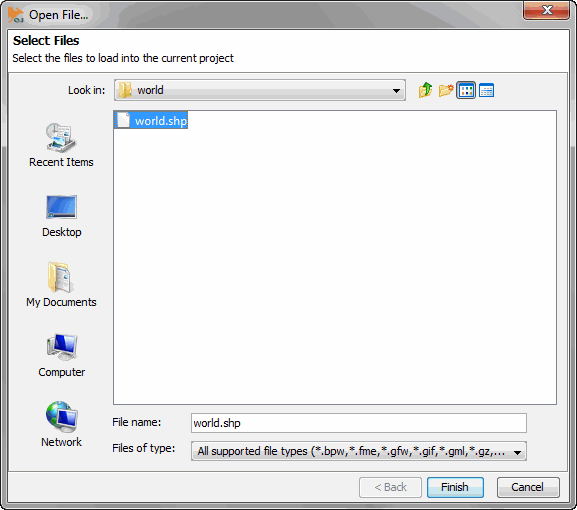 Open File...
Select Files
Select the files to load into the current project
Look in:
world
world.shp
Recent Items
Desktop
My Documents
Computer
Network
File name:
world.shp
Files of type:
All supported file types (*.bpw,*.fme,*.gfw,*.gif,*.gml,*.gz,...
< Back
Finish
Cancel